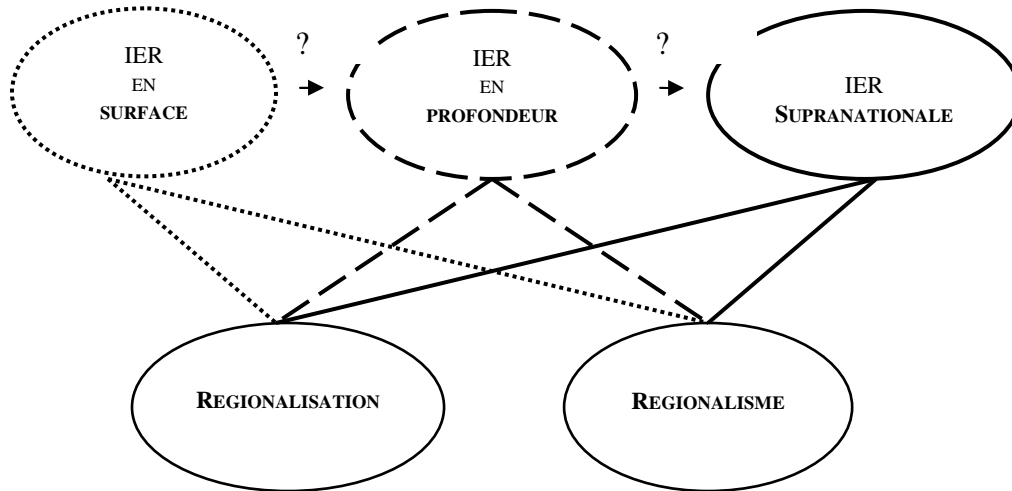 IER
EN
SURFACE
?
IER
EN
PROFONDEUR
?
IER
SUPRANATIONALE
REGIONALISATION
REGIONALISME